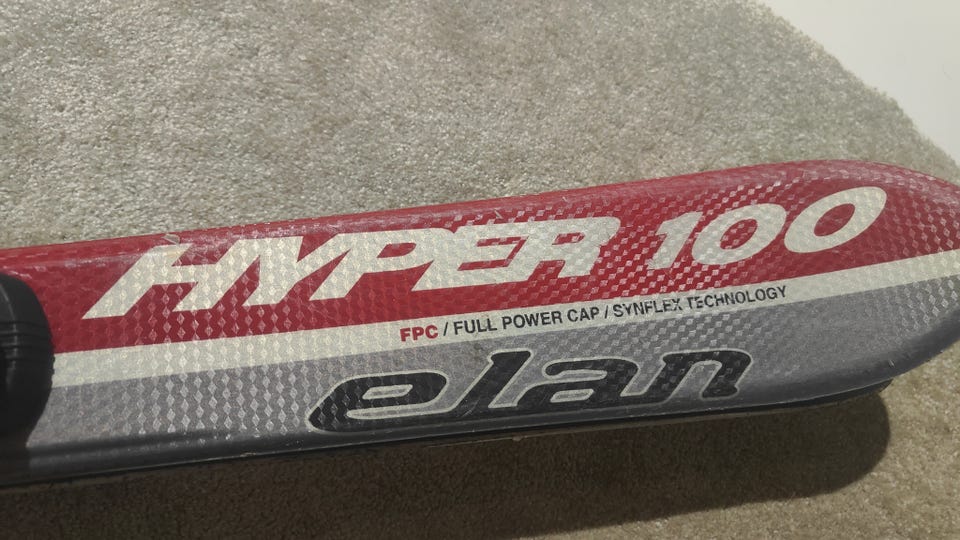 HYPER 100
FPC / FULL POWER CAP / SYNFLEX TECHNOLOGY
elan